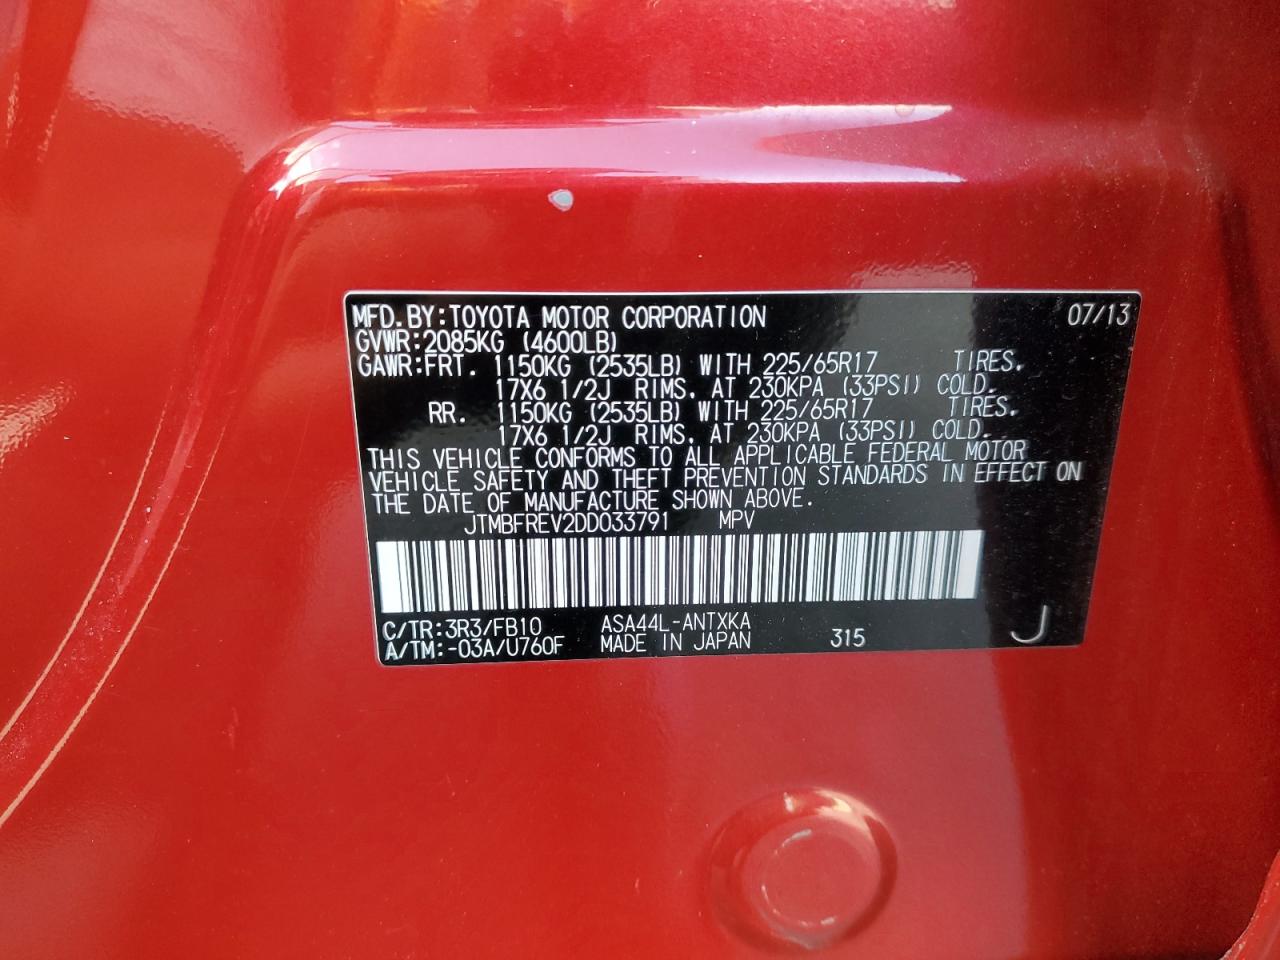 MFD.BY:TOYOTA MOTOR CORPORATION 07/13
GVWR:2085KG (4600LB)
GAWR:FRT. 1150KG (2535LB) WITH 225/65R17 TIRES.
17X6 1/2J RIMS, AT 230KPA (33PSI) COLD.
RR. 1150KG (2535LB) WITH 225/65R17 TIRES.
17X6 1/2J RIMS, AT 230KPA (33PSI) COLD.
THIS VEHICLE CONFORMS TO ALL APPLICABLE FEDERAL MOTOR
VEHICLE SAFETY AND THEFT PREVENTION STANDARDS IN EFFECT ON
THE DATE OF MANUFACTURE SHOWN ABOVE.
JTMBFREV2DD033791 MPV
C/TR:3R3/FB10 ASA44L-ANTXKA
A/TM:-03A/U760F MADE IN JAPAN 315 J